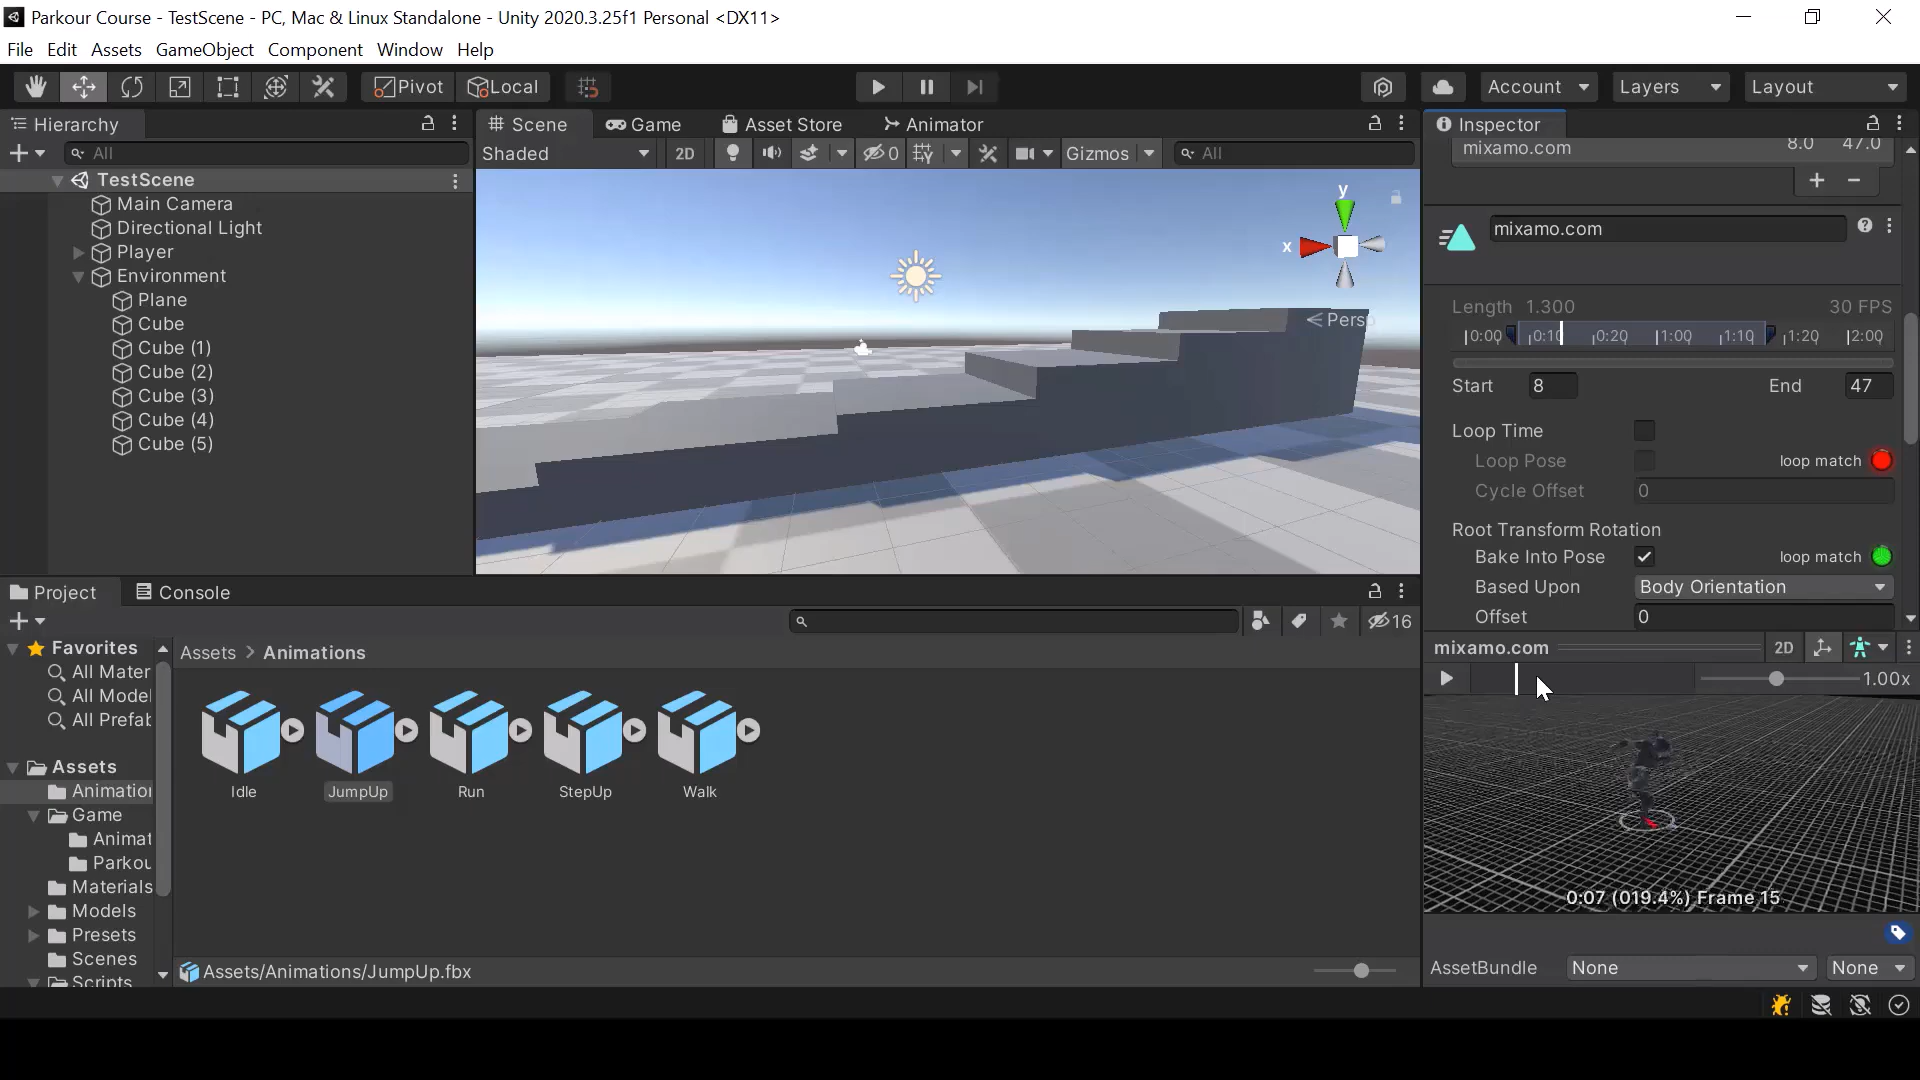 Parkour Course - TestScene - PC, Mac & Linux Standalone - Unity 2020.3.25f1 Personal <DX11>
File Edit Assets GameObject Component Window Help
Pivot Local Account Layers Layout
Hierarchy
All
TestScene
Main Camera
Directional Light
Player
Environment
Plane
Cube
Cube (1)
Cube (2)
Cube (3)
Cube (4)
Cube (5)
Scene Game Asset Store Animator
Shaded 2D 0 Gizmos All
y
x
Persp
Inspector
mixamo.com 8.0 47.0
mixamo.com
Length 1.300 30 FPS
0:00 0:10 0:20 1:00 1:10 1:20 2:00
Start 8 End 47
Loop Time
Loop Pose loop match
Cycle Offset 0
Root Transform Rotation
Bake Into Pose loop match
Based Upon Body Orientation
Offset 0
mixamo.com 2D
1.00x
0:07 (019.4%) Frame 15
AssetBundle None None
Project Console
16
Favorites
All Mater
All Model
All Prefab
Assets
Animation
Game
Animat
Parkou
Materials
Models
Presets
Scenes
Scripts
Assets > Animations
Idle JumpUp Run StepUp Walk
Assets/Animations/JumpUp.fbx